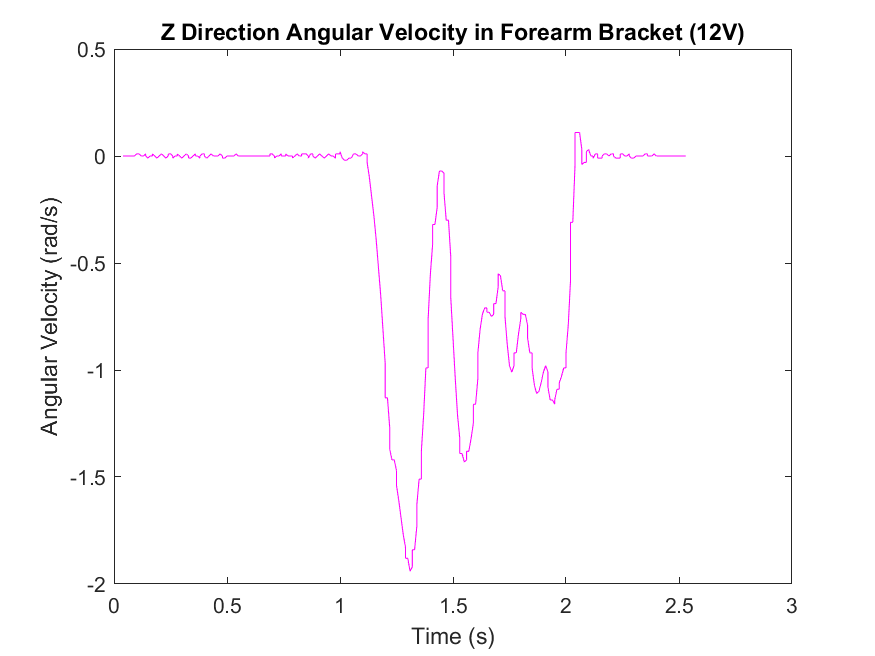 Z Direction Angular Velocity in Forearm Bracket (12V)
0.5
0
-0.5
-1
-1.5
-2
Angular Velocity (rad/s)
0 0.5 1 1.5 2 2.5 3
Time (s)